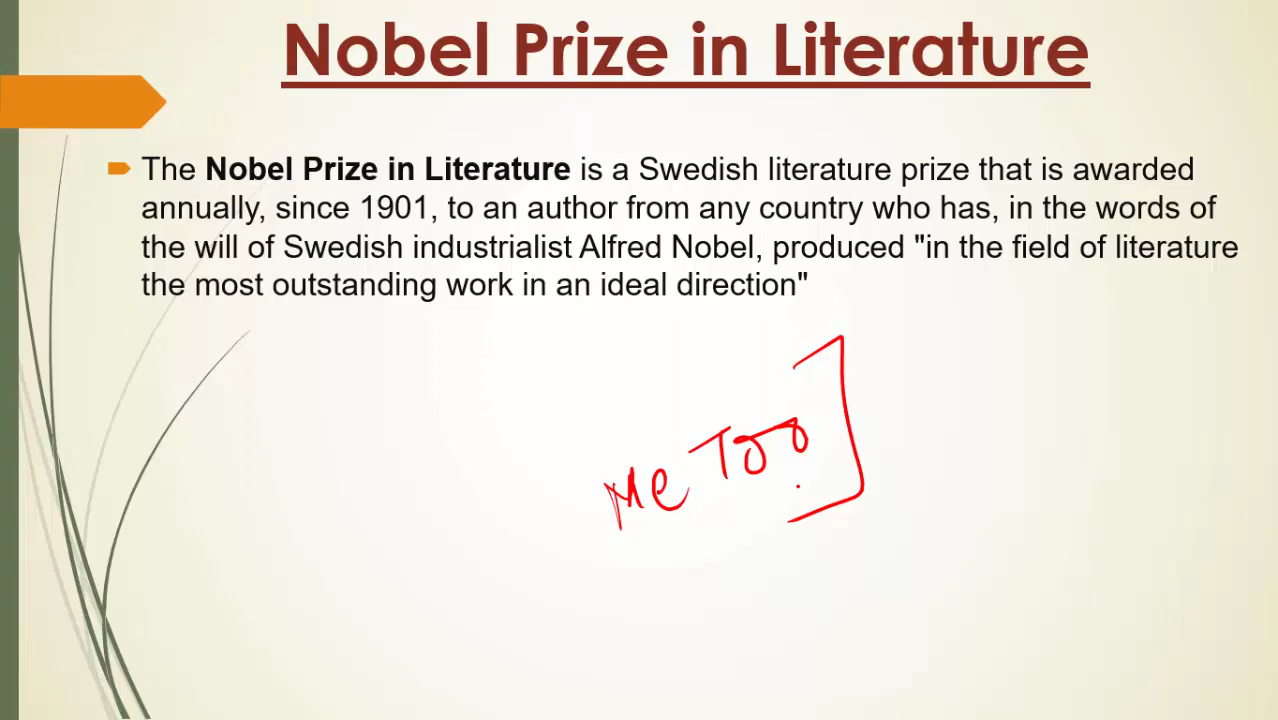 Nobel Prize in Literature
The Nobel Prize in Literature is a Swedish literature prize that is awarded
annually, since 1901, to an author from any country who has, in the words of
the will of Swedish industrialist Alfred Nobel, produced "in the field of literature
the most outstanding work in an ideal direction"
Me Too